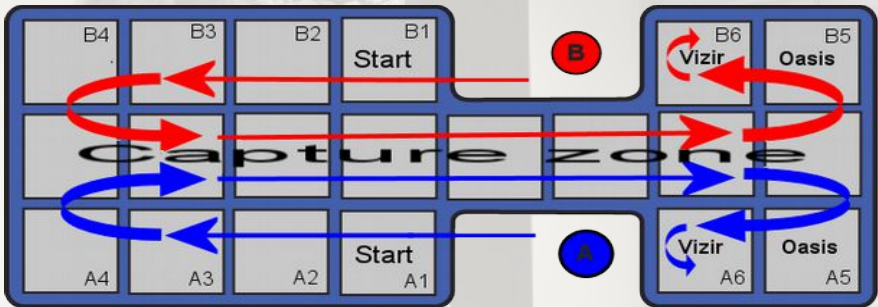 B4 B3 B2 B1 B6 B5
Start B Vizir Oasis
Capture zone
Start A Vizir Oasis
A4 A3 A2 A1 A6 A5